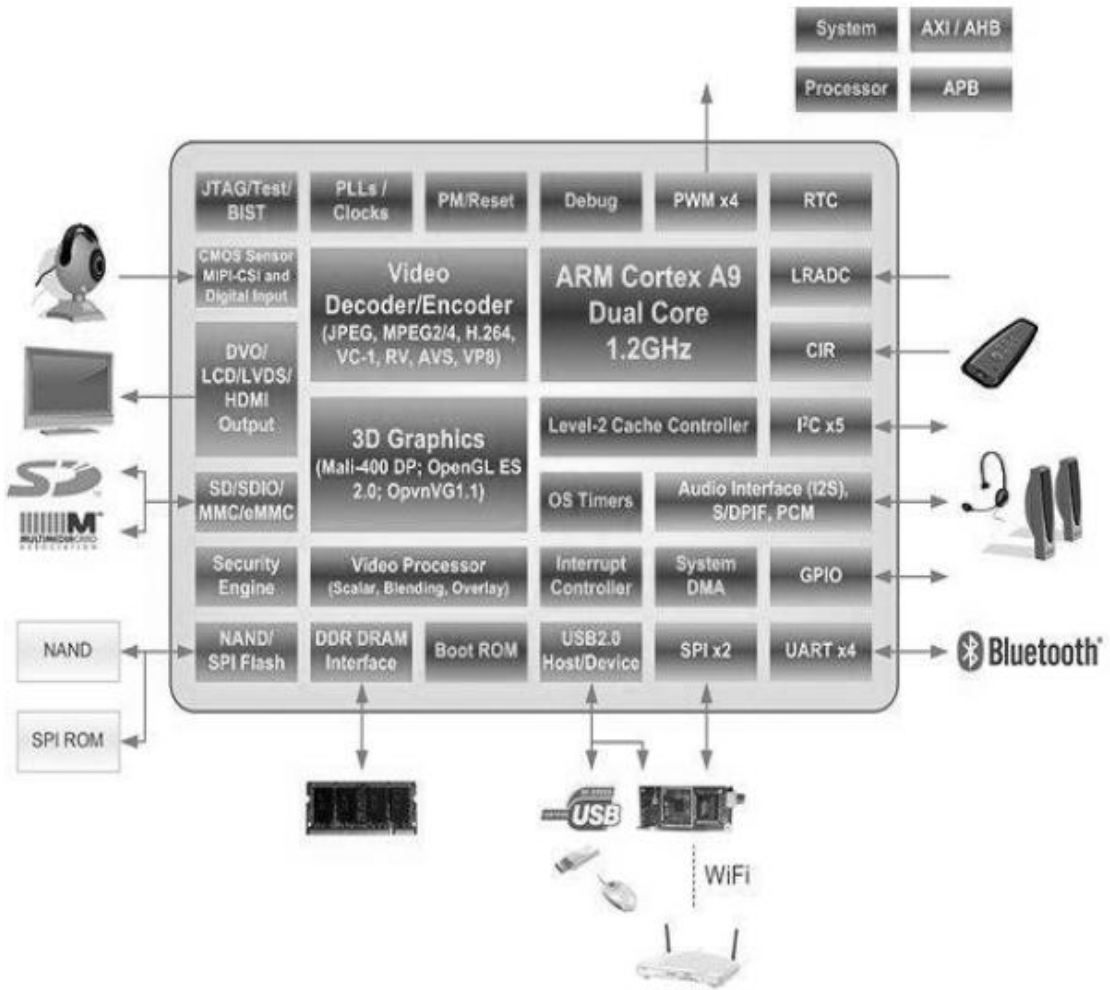 System
AXI / AHB
Processor
APB
JTAG/Test/
BIST
PLLs /
Clocks
PM/Reset
Debug
PWM x4
RTC
CMOS Sensor
MIPI-CSI and
Digital Input
Video
Decoder/Encoder
(JPEG, MPEG2/4, H.264,
VC-1, RV, AVS, VP8)
ARM Cortex A9
Dual Core
1.2GHz
LRADC
CIR
DVO/
LCD/LVDS/
HDMI
Output
3D Graphics
(Mali-400 DP; OpenGL ES
2.0; OpvnVG1.1)
Level-2 Cache Controller
I²C x5
SD
MULTIMEDIACARD
ASSOCIATION
SD/SDIO/
MMC/eMMC
OS Timers
Audio Interface (I2S),
S/DPIF, PCM
Security
Engine
Video Processor
(Scalar, Blending, Overlay)
Interrupt
Controller
System
DMA
GPIO
NAND
NAND/
SPI Flash
DDR DRAM
Interface
Boot ROM
USB2.0
Host/Device
SPI x2
UART x4
Bluetooth
SPI ROM
USB
WiFi